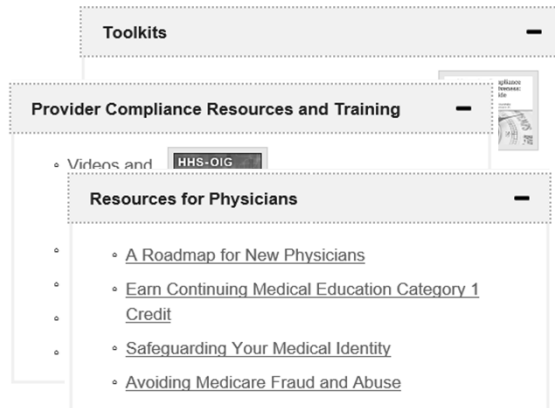 Toolkits
Provider Compliance Resources and Training
Videos and
HHS-OIG
Resources for Physicians
A Roadmap for New Physicians
Earn Continuing Medical Education Category 1
Credit
Safeguarding Your Medical Identity
Avoiding Medicare Fraud and Abuse